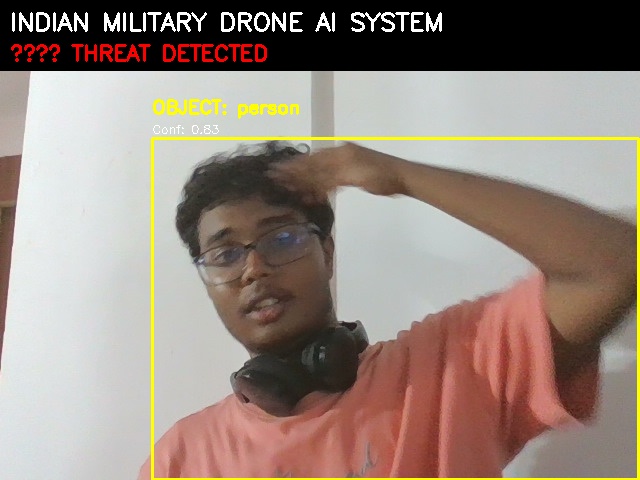 INDIAN MILITARY DRONE AI SYSTEM
???? THREAT DETECTED
OBJECT: person
Conf: 0.83